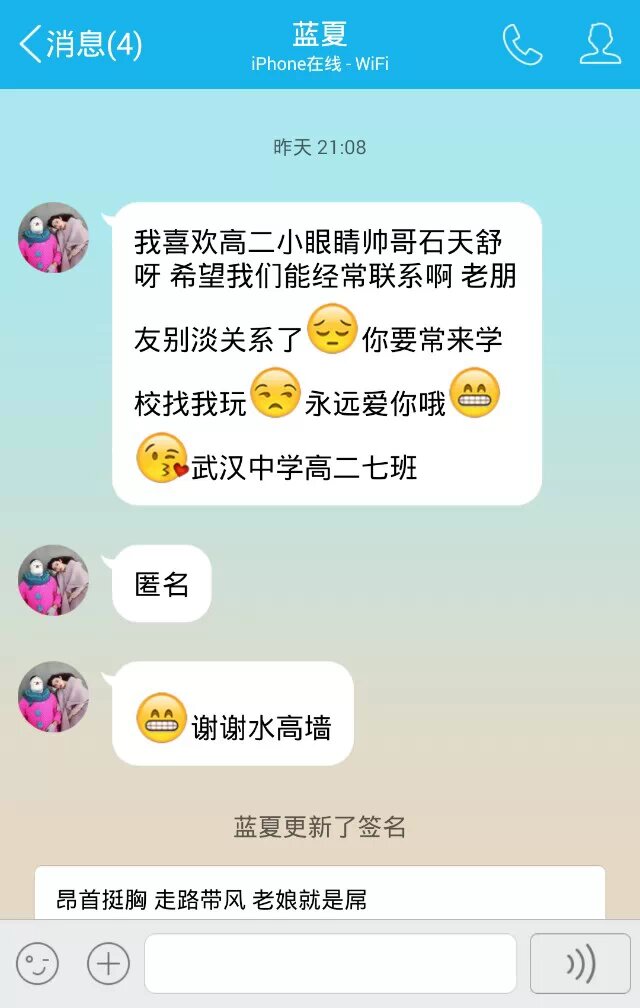 消息(4)
蓝夏
iPhone在线 - WiFi
昨天 21:08
我喜欢高二小眼睛帅哥石天舒
呀 希望我们能经常联系啊 老朋
友别淡关系了😔你要常来学
校找我玩😒永远爱你哦😁
😘武汉中学高二七班
匿名
😁谢谢水高墙
蓝夏更新了签名
昂首挺胸 走路带风 老娘就是屌